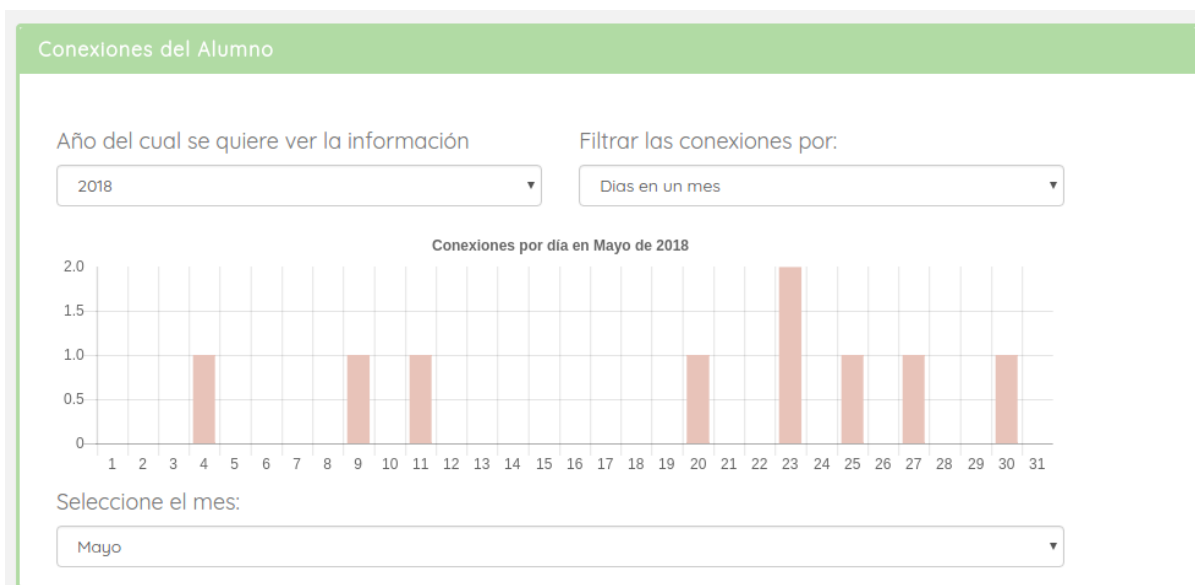 Conexiones del Alumno
Año del cual se quiere ver la información
Filtrar las conexiones por:
2018
Dias en un mes
Conexiones por día en Mayo de 2018
2.0
1.5
1.0
0.5
0
1 2 3 4 5 6 7 8 9 10 11 12 13 14 15 16 17 18 19 20 21 22 23 24 25 26 27 28 29 30 31
Seleccione el mes:
Mayo